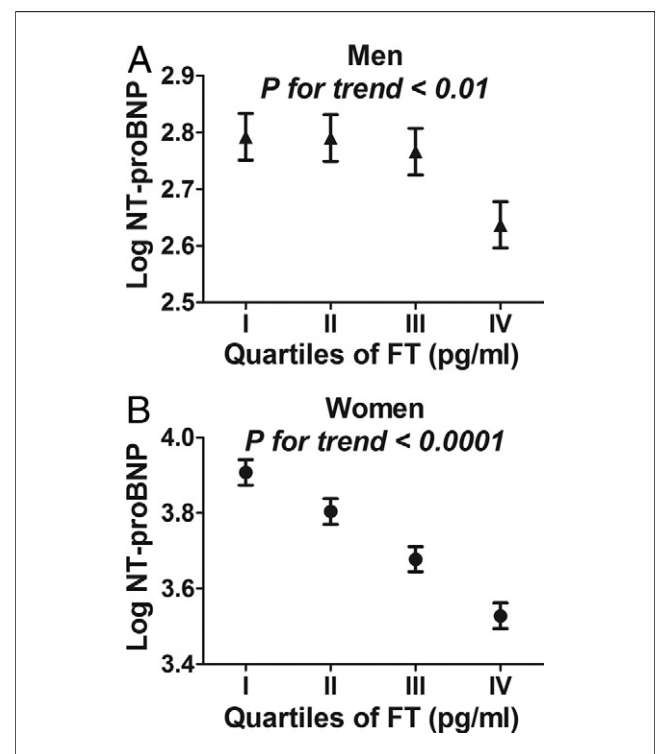 A
Men
P for trend < 0.01
Log NT-proBNP
2.9
2.8
2.7
2.6
2.5
I II III IV
Quartiles of FT (pg/ml)
B
Women
P for trend < 0.0001
Log NT-proBNP
4.0
3.8
3.6
3.4
I II III IV
Quartiles of FT (pg/ml)